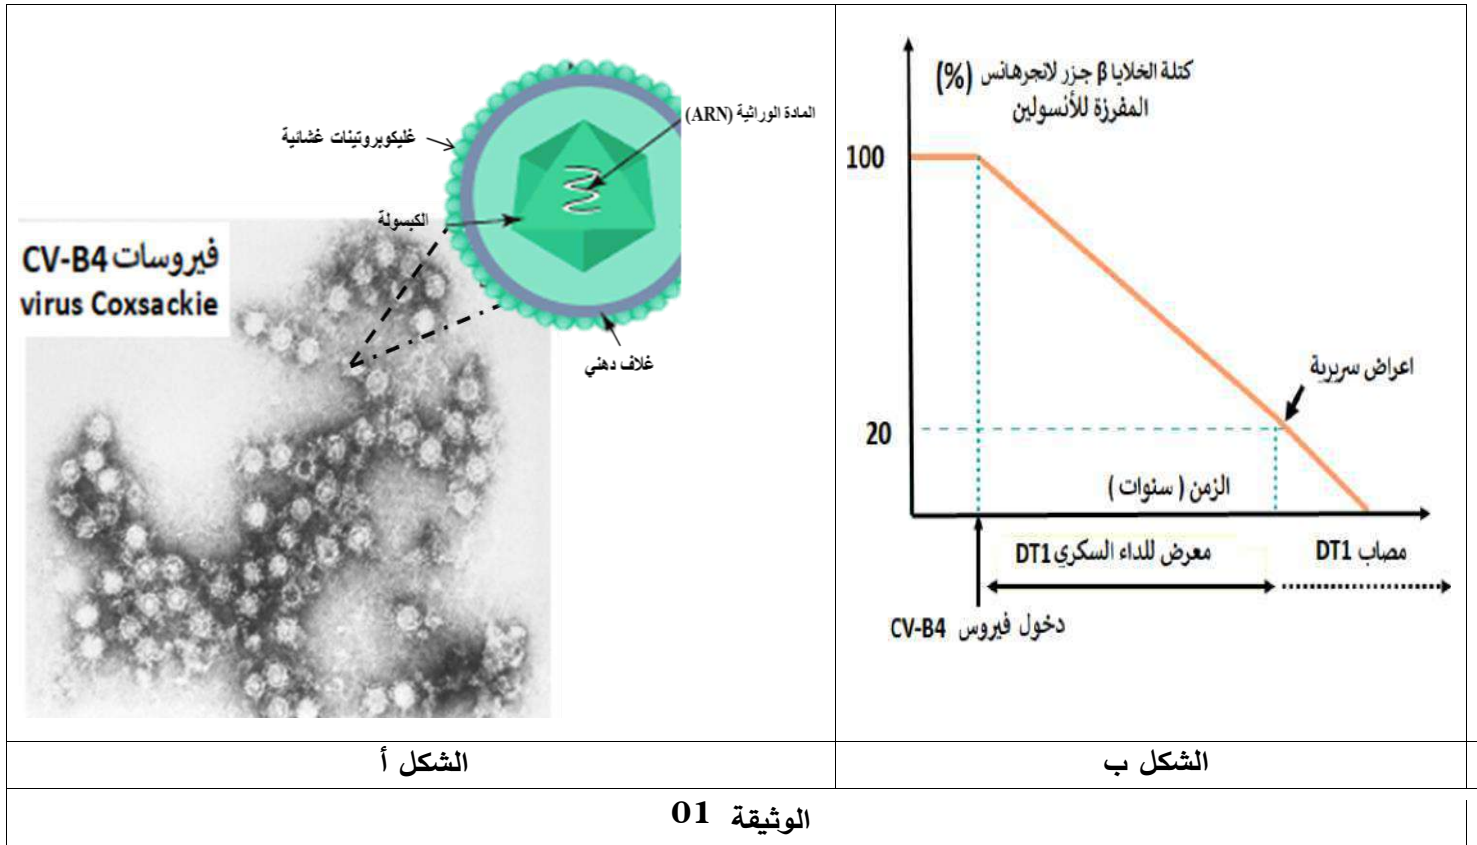 كتلة الخلايا β جزر لانجرهانس (%)
المفرزة للأنسولين
100
اعراض سريرية
20
الزمن ( سنوات )
معرض للداء السكري DT1
مصاب DT1
دخول فيروس CV-B4
المادة الوراثية (ARN)
غليكوبروتينات غشائية
الكبسولة
فيروسات CV-B4
virus Coxsackie
غلاف دهني
الشكل ب
الشكل أ
الوثيقة 01